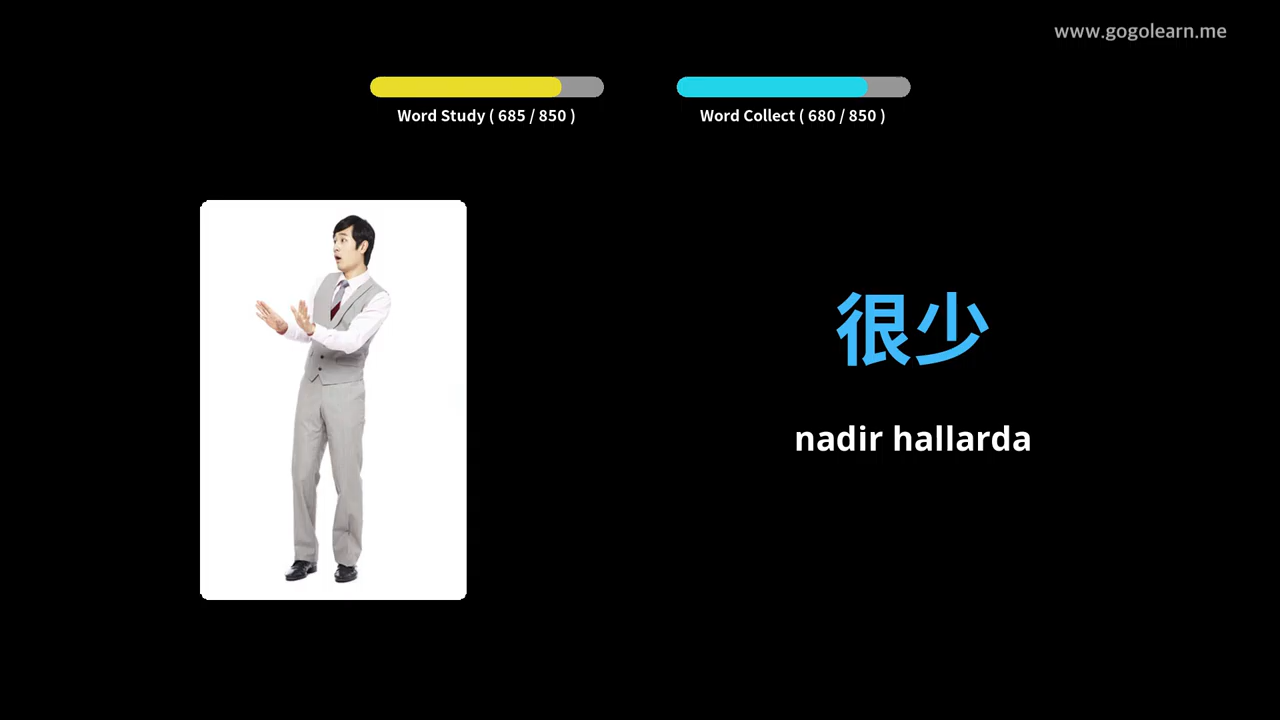 www.gogolearn.me
Word Study ( 685 / 850 )
Word Collect ( 680 / 850 )
很少
nadir hallarda